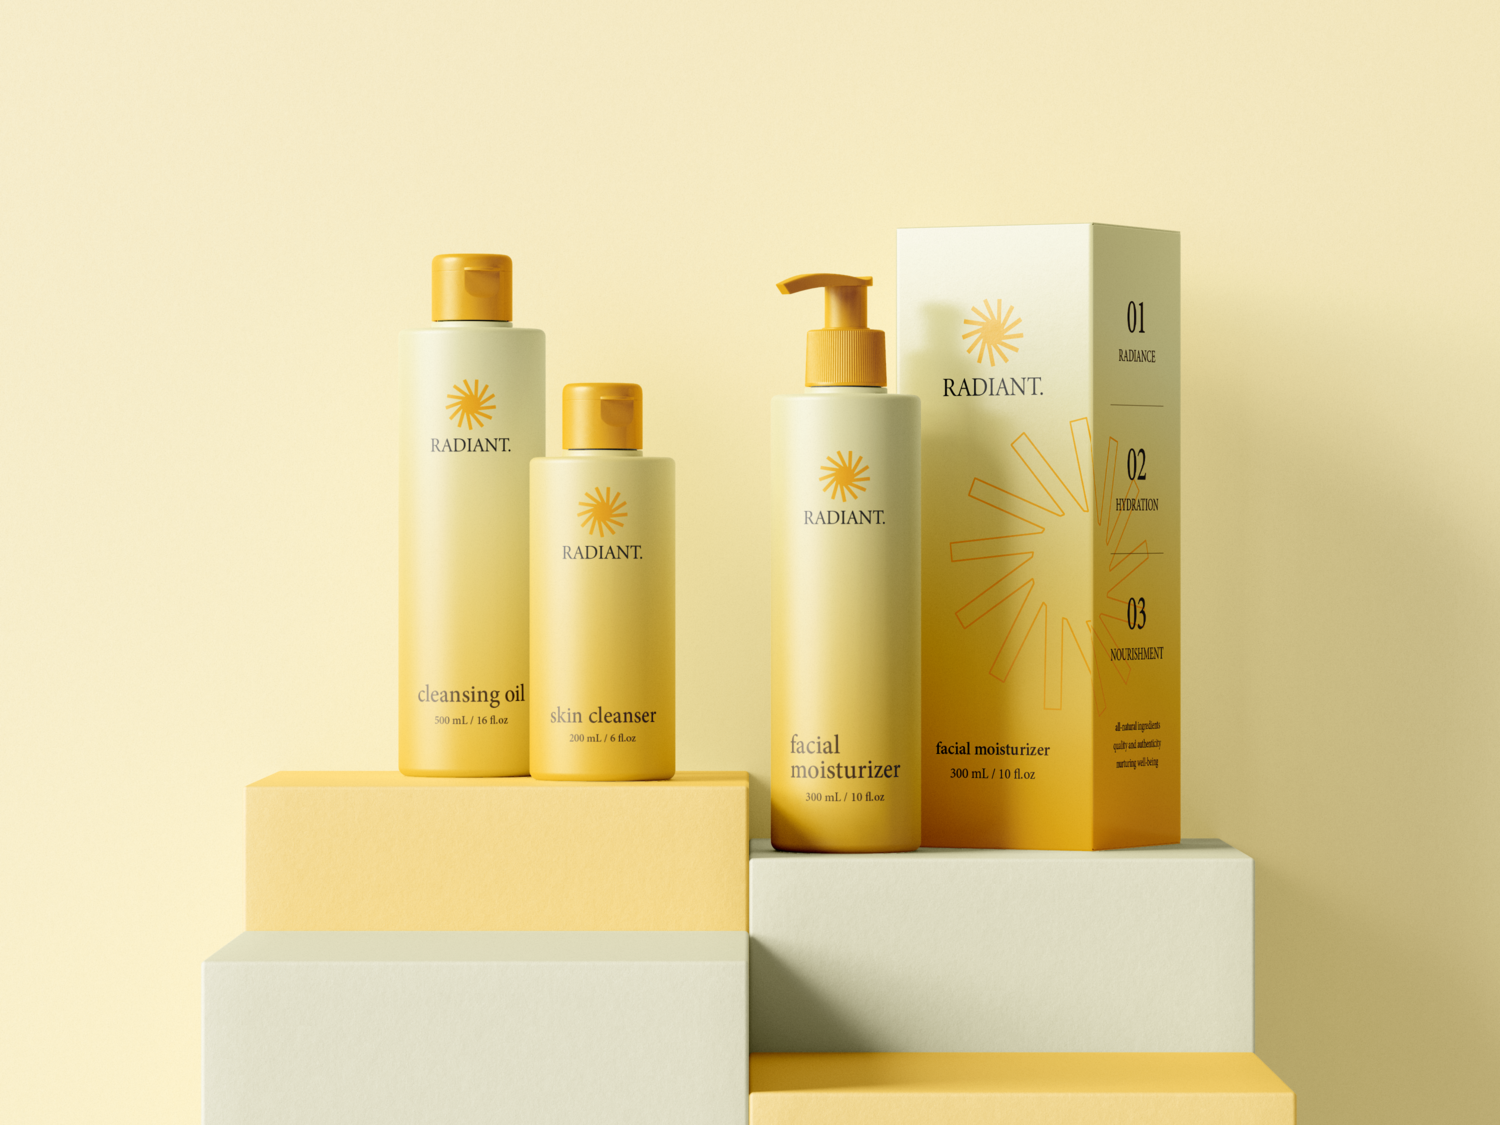 RADIANT.
cleansing oil
500 mL / 16 fl.oz
RADIANT.
skin cleanser
200 mL / 6 fl.oz
RADIANT.
facial
moisturizer
300 mL / 10 fl.oz
RADIANT.
facial moisturizer
300 mL / 10 fl.oz
01
RADIANCE
02
HYDRATION
03
NOURISHMENT
all-natural ingredients
quality and authenticity
nurturing well-being